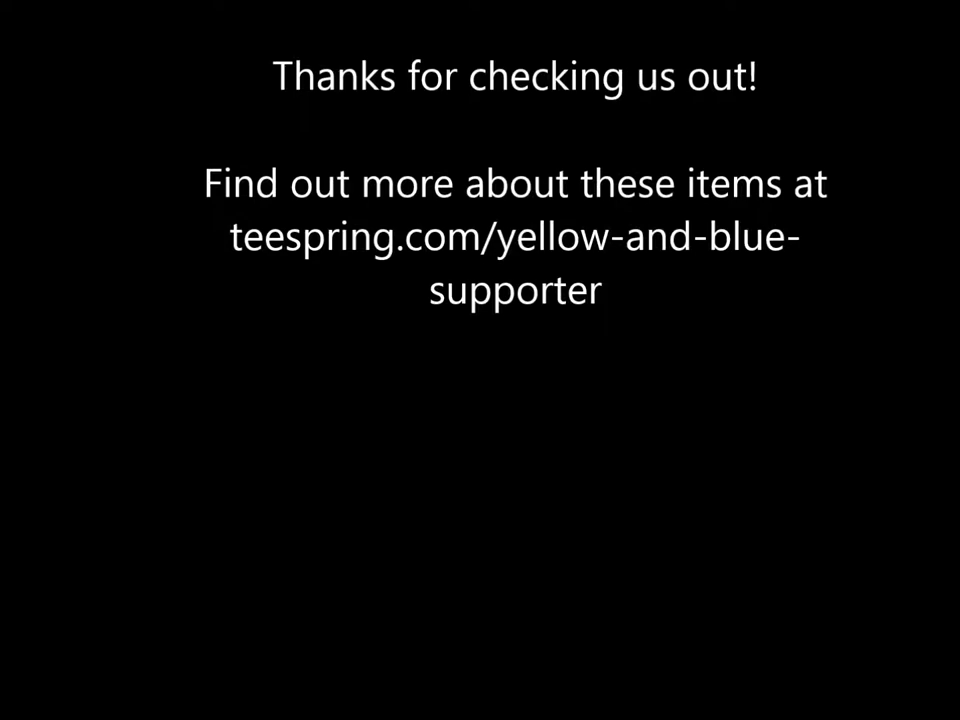 Thanks for checking us out!
Find out more about these items at
teespring.com/yellow-and-blue-
supporter